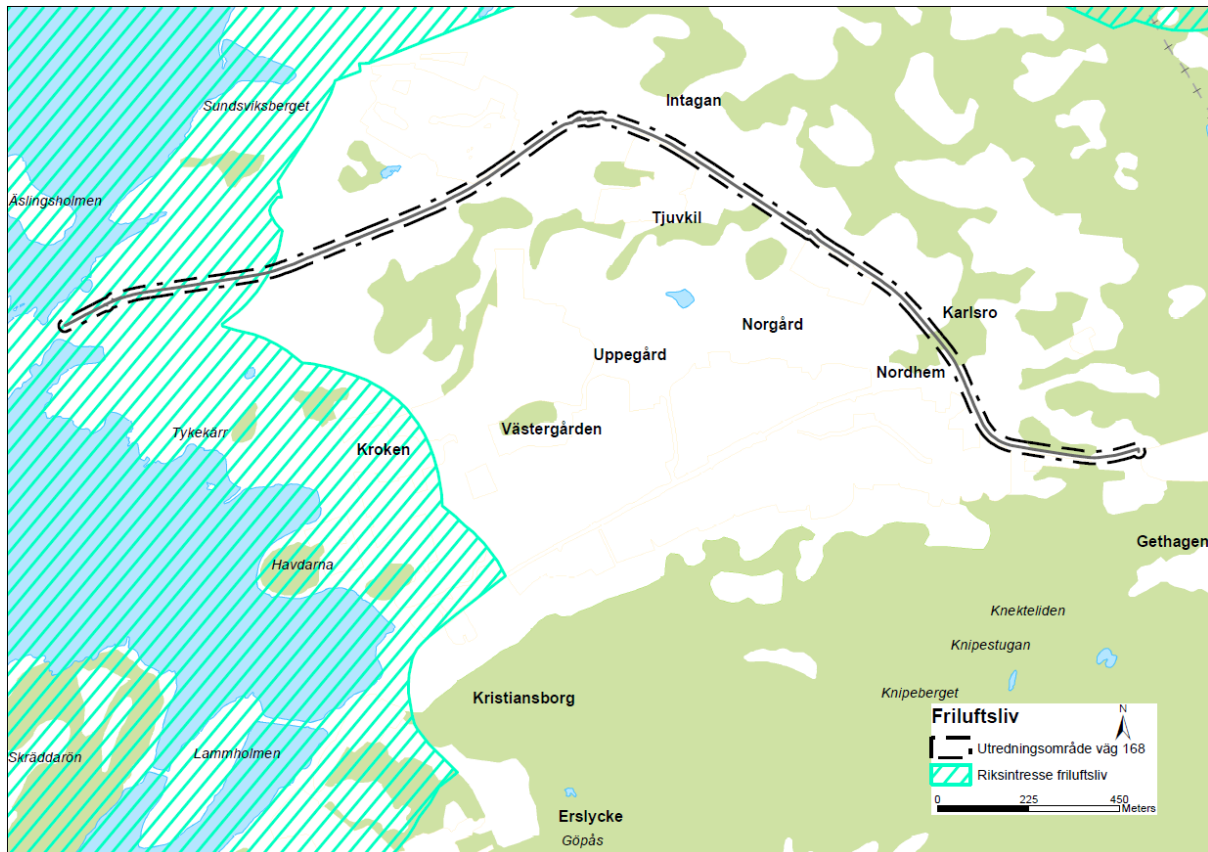 Intagan
Sundsviksberget
Äslingsholmen
Tjuvkil
Karlsro
Norgård
Uppegård
Nordhem
Västergården
Tykekärr
Kroken
Gethagen
Havdarna
Knekteliden
Knipestugan
Knipeberget
Kristiansborg
Skräddarön
Lammholmen
Erslycke
Göpås
Friluftsliv
N
Utredningsområde väg 168
Riksintresse friluftsliv
0 225 450
Meters